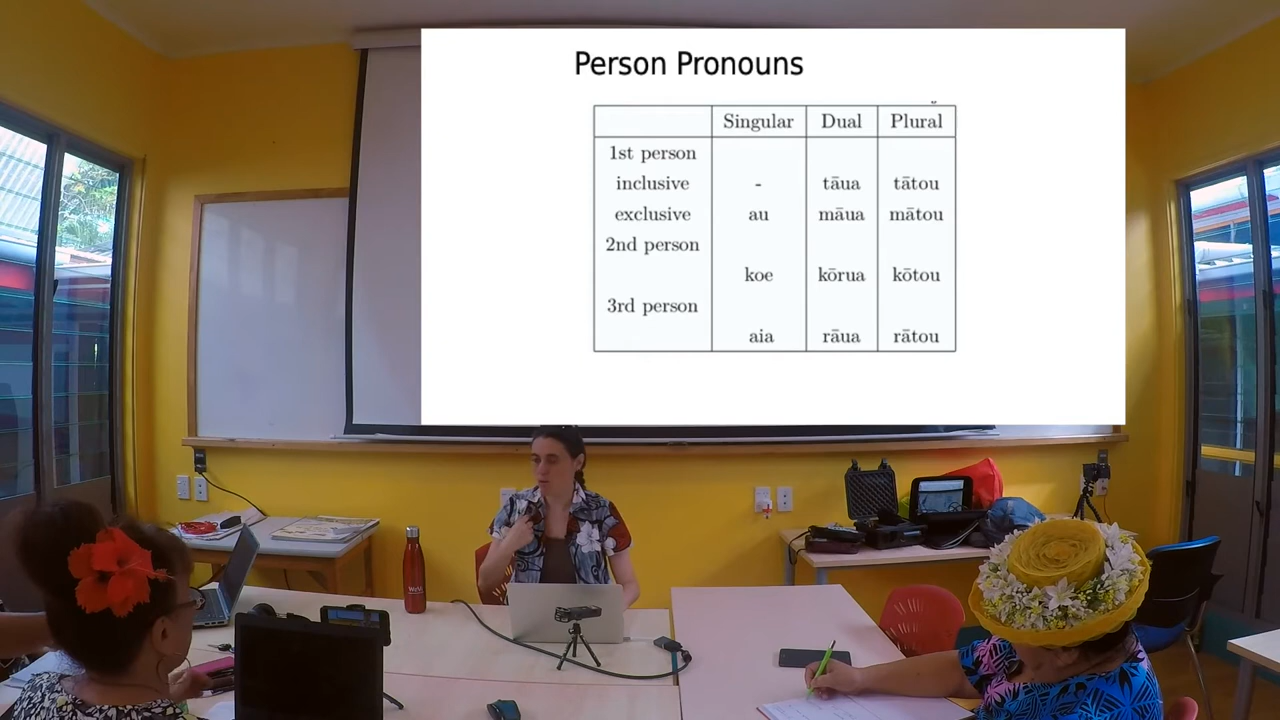 Person Pronouns
Singular Dual Plural
1st person
inclusive - tāua tātou
exclusive au māua mātou
2nd person
koe kōrua kōtou
3rd person
aia rāua rātou